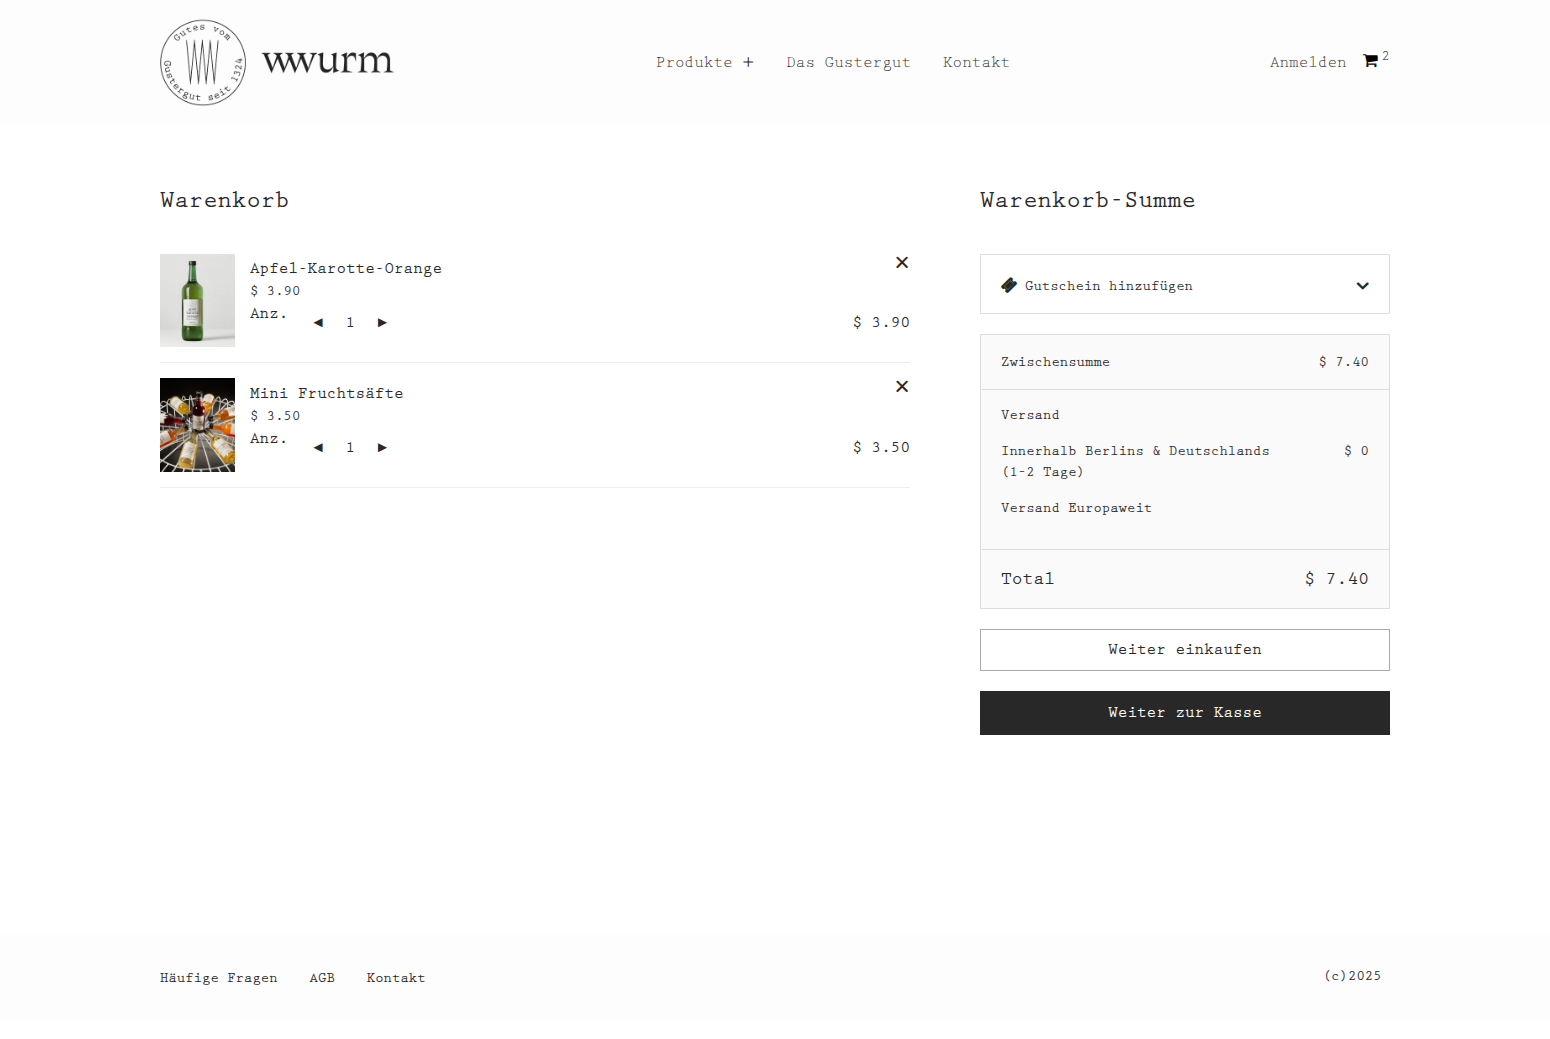 Gutes vom
Gustergut seit 1324
wwurm
Produkte +
Das Gustergut
Kontakt
Anmelden
2
Warenkorb
Apfel-Karotte-Orange
$ 3.90
Anz.
1
$ 3.90
Mini Fruchtsäfte
$ 3.50
Anz.
1
$ 3.50
Warenkorb-Summe
Gutschein hinzufügen
Zwischensumme $ 7.40
Versand
Innerhalb Berlins & Deutschlands $ 0
(1-2 Tage)
Versand Europaweit
Total $ 7.40
Weiter einkaufen
Weiter zur Kasse
Häufige Fragen
AGB
Kontakt
(c)2025